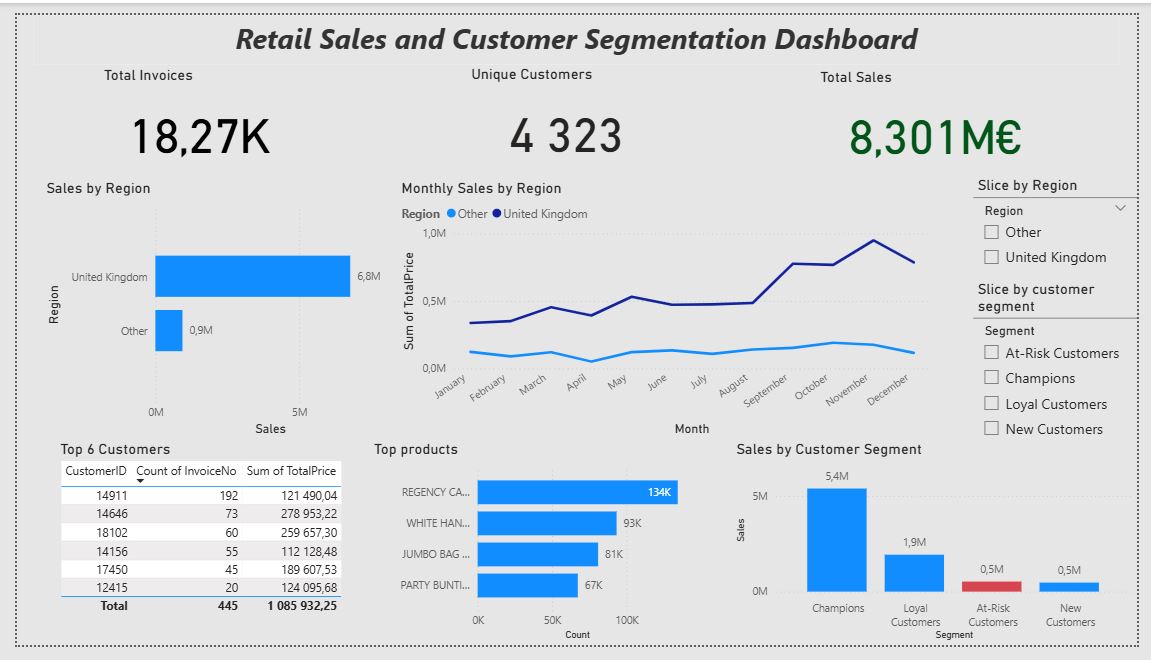 Retail Sales and Customer Segmentation Dashboard
Total Invoices
Unique Customers
Total Sales
18,27K
4 323
8,301M€
Sales by Region
Region
United Kingdom
6,8M
Other
0,9M
0M
5M
Sales
Monthly Sales by Region
Region Other United Kingdom
Sum of TotalPrice
1,0M
0,5M
0,0M
January
February
March
April
May
June
July
August
September
October
November
December
Month
Slice by Region
Region
Other
United Kingdom
Slice by customer
segment
Segment
At-Risk Customers
Champions
Loyal Customers
New Customers
Top 6 Customers
CustomerID Count of InvoiceNo Sum of TotalPrice
14911 192 121 490,04
14646 73 278 953,22
18102 60 259 657,30
14156 55 112 128,48
17450 45 189 607,53
12415 20 124 095,68
Total 445 1 085 932,25
Top products
REGENCY CA... 134K
WHITE HAN... 93K
JUMBO BAG ... 81K
PARTY BUNTI... 67K
0K 50K 100K
Count
Sales by Customer Segment
Sales
5M
0M
5,4M
1,9M
0,5M
0,5M
Champions
Loyal
Customers
At-Risk
Customers
New
Customers
Segment